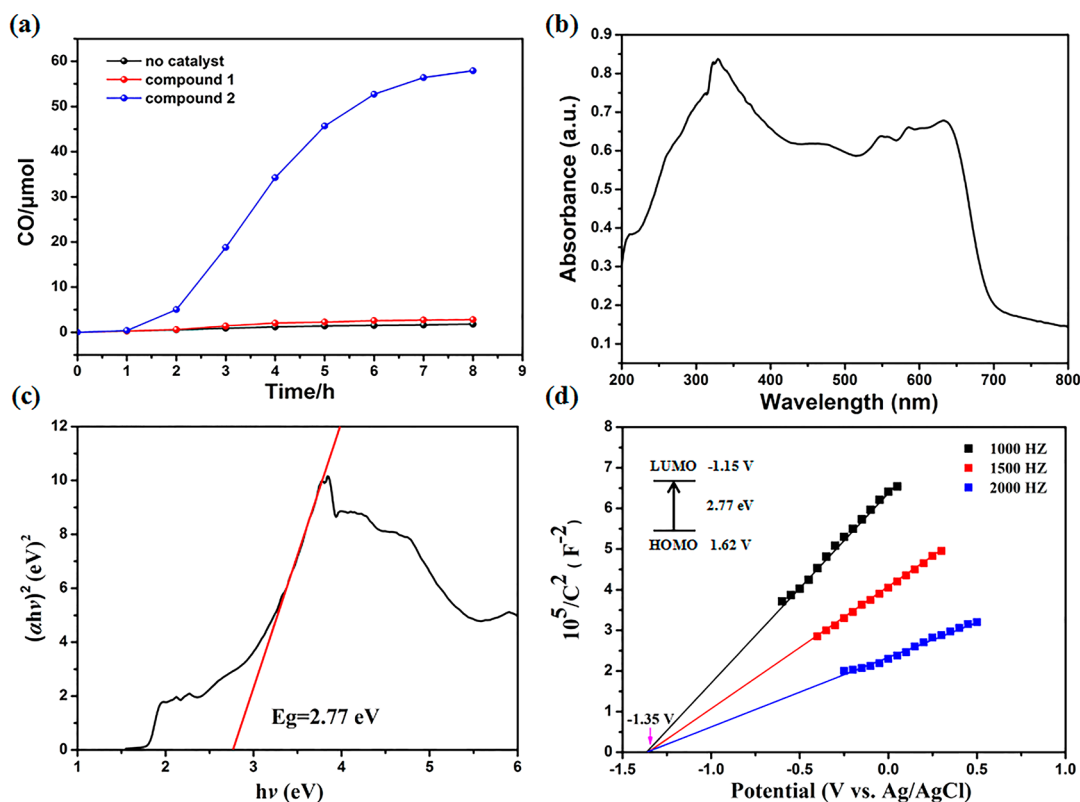 (a)
60
50
40
30
20
10
0
CO/μmol
no catalyst
compound 1
compound 2
0 1 2 3 4 5 6 7 8 9
Time/h
(b)
0.9
0.8
0.7
0.6
0.5
0.4
0.3
0.2
0.1
Absorbance (a.u.)
200 300 400 500 600 700 800
Wavelength (nm)
(c)
12
10
8
6
4
2
0
(αhν)² (eV)²
Eg=2.77 eV
1 2 3 4 5 6
hν (eV)
(d)
8
7
6
5
4
3
2
1
0
10⁵/C² ( F⁻²)
LUMO -1.15 V
2.77 eV
HOMO 1.62 V
1000 HZ
1500 HZ
2000 HZ
-1.35 V
-1.5 -1.0 -0.5 0.0 0.5 1.0
Potential (V vs. Ag/AgCl)